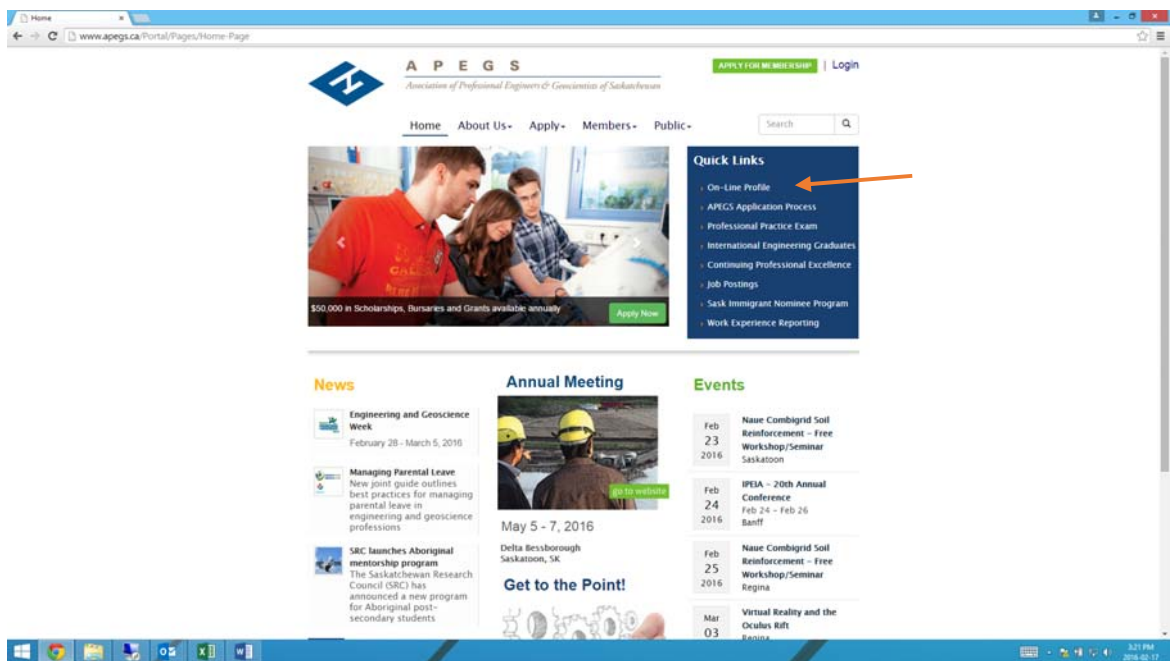 Home
www.apegs.ca/Portal/Pages/Home-Page
A P E G S
Association of Professional Engineers & Geoscientists of Saskatchewan
APPLY FOR MEMBERSHIP | Login
Home About Us Apply Members Public
Search
$50,000 in Scholarships, Bursaries and Grants available annually
Apply Now
Quick Links
On-Line Profile
APEGS Application Process
Professional Practice Exam
International Engineering Graduates
Continuing Professional Excellence
Job Postings
Sask Immigrant Nominee Program
Work Experience Reporting
News
Engineering and Geoscience
Week
February 28 - March 5, 2016
Managing Parental Leave
New joint guide outlines
best practices for managing
parental leave in
engineering and geoscience
professions
SRC launches Aboriginal
mentorship program
The Saskatchewan Research
Council (SRC) has
announced a new program
for Aboriginal post-
secondary students
Annual Meeting
go to website
May 5 - 7, 2016
Delta Bessborough
Saskatoon, SK
Get to the Point!
Events
Feb
23
2016
Naue Combigrid Soil
Reinforcement - Free
Workshop/Seminar
Saskatoon
Feb
24
2016
IPEIA - 20th Annual
Conference
Feb 24 - Feb 26
Banff
Feb
25
2016
Naue Combigrid Soil
Reinforcement - Free
Workshop/Seminar
Regina
Mar
03
Virtual Reality and the
Oculus Rift
Regina
3:21 PM
2016-02-17